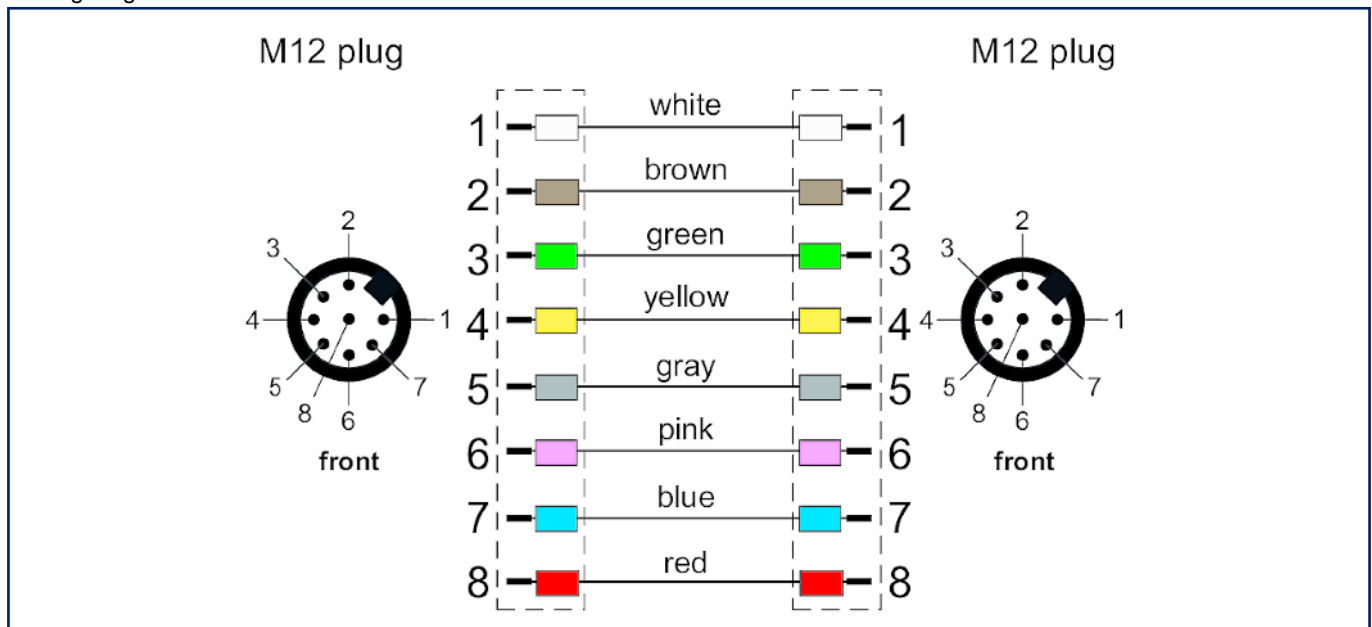 M12 plug
M12 plug
1 white 1
2 brown 2
3 green 3
4 yellow 4
5 gray 5
6 pink 6
7 blue 7
8 red 8
2
3
4
1
5
8
6
7
front
2
3
4
1
5
8
6
7
front